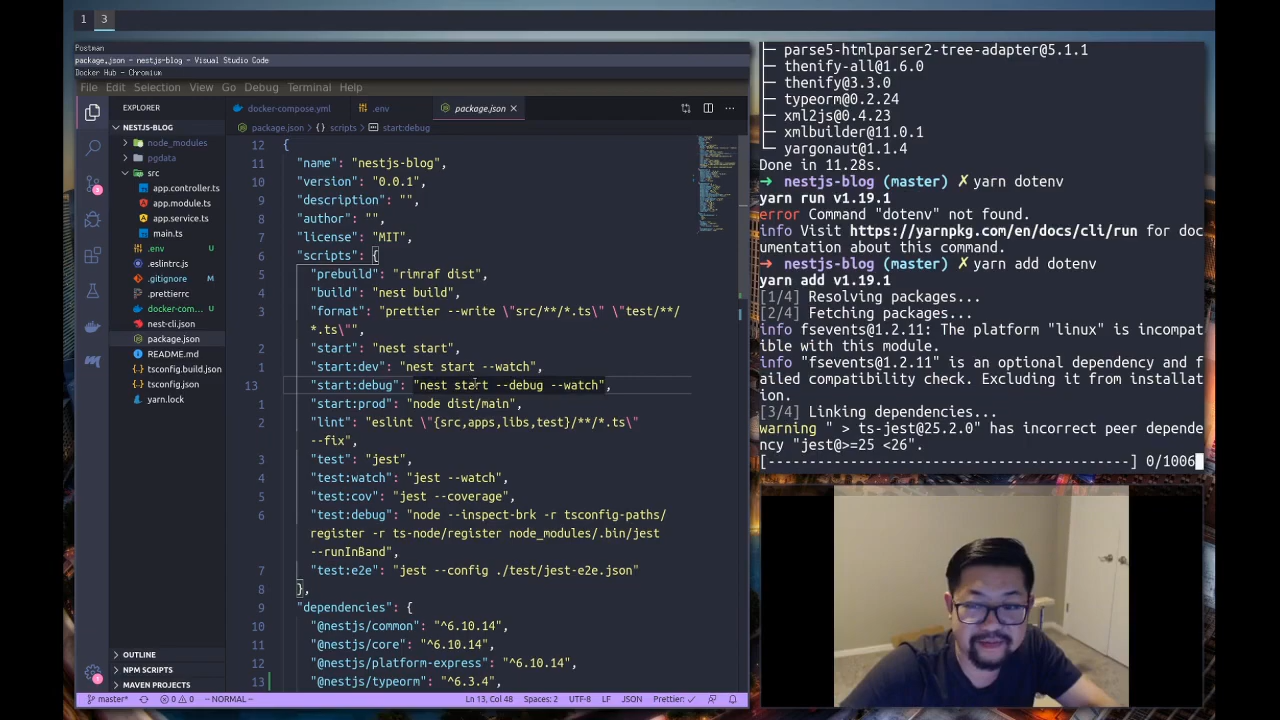 1 3
Postman
package.json - nestjs-blog - Visual Studio Code
Docker Hub - Chromium
File Edit Selection View Go Debug Terminal Help
EXPLORER
NESTJS-BLOG
node_modules
pgdata
src
app.controller.ts
app.module.ts
app.service.ts
main.ts
.env
.eslintrc.js
.gitignore M
.prettierrc
docker-com... M
nest-cli.json
package.json
README.md
tsconfig.build.json
tsconfig.json
yarn.lock
OUTLINE
NPM SCRIPTS
MAVEN PROJECTS
3
1
docker-compose.yml .env package.json
package.json > {} scripts > start:debug
12 {
11 "name": "nestjs-blog",
10 "version": "0.0.1",
9 "description": "",
8 "author": "",
7 "license": "MIT",
6 "scripts": {
5 "prebuild": "rimraf dist",
4 "build": "nest build",
3 "format": "prettier --write \"src/**/*.ts\" \"test/**/
*.ts\"",
2 "start": "nest start",
1 "start:dev": "nest start --watch",
13 "start:debug": "nest start --debug --watch",
1 "start:prod": "node dist/main",
2 "lint": "eslint \"{src,apps,libs,test}/**/*.ts\"
--fix",
3 "test": "jest",
4 "test:watch": "jest --watch",
5 "test:cov": "jest --coverage",
6 "test:debug": "node --inspect-brk -r tsconfig-paths/
register -r ts-node/register node_modules/.bin/jest
--runInBand",
7 "test:e2e": "jest --config ./test/jest-e2e.json"
8 },
9 "dependencies": {
10 "@nestjs/common": "^6.10.14",
11 "@nestjs/core": "^6.10.14",
12 "@nestjs/platform-express": "^6.10.14",
13 "@nestjs/typeorm": "^6.3.4",
master* 0 0 -- NORMAL -- Ln 13, Col 48 Spaces: 2 UTF-8 LF JSON Prettier: ✓
├─ parse5-htmlparser2-tree-adapter@5.1.1
├─ thenify-all@1.6.0
├─ thenify@3.3.0
├─ typeorm@0.2.24
├─ xml2js@0.4.23
├─ xmlbuilder@11.0.1
└─ yargonaut@1.1.4
Done in 11.28s.
➜ nestjs-blog (master) ✗ yarn dotenv
yarn run v1.19.1
error Command "dotenv" not found.
info Visit https://yarnpkg.com/en/docs/cli/run for doc
umentation about this command.
➜ nestjs-blog (master) ✗ yarn add dotenv
yarn add v1.19.1
[1/4] Resolving packages...
[2/4] Fetching packages...
info fsevents@1.2.11: The platform "linux" is incompat
ible with this module.
info "fsevents@1.2.11" is an optional dependency and f
ailed compatibility check. Excluding it from installat
ion.
[3/4] Linking dependencies...
warning " > ts-jest@25.2.0" has incorrect peer depende
ncy "jest@>=25 <26".
[--------------------------------------------] 0/1006